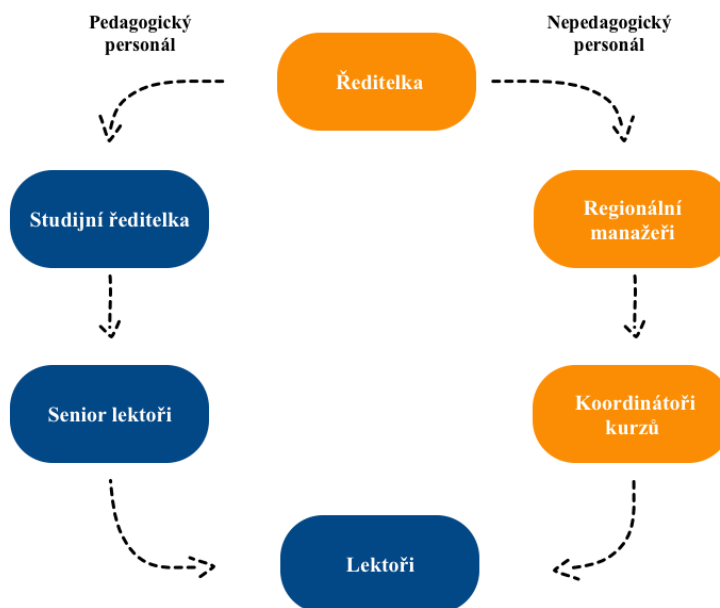 Pedagogický
personál
Nepedagogický
personál
Ředitelka
Studijní ředitelka
Regionální
manažeři
Senior lektoři
Koordinátoři
kurzů
Lektoři